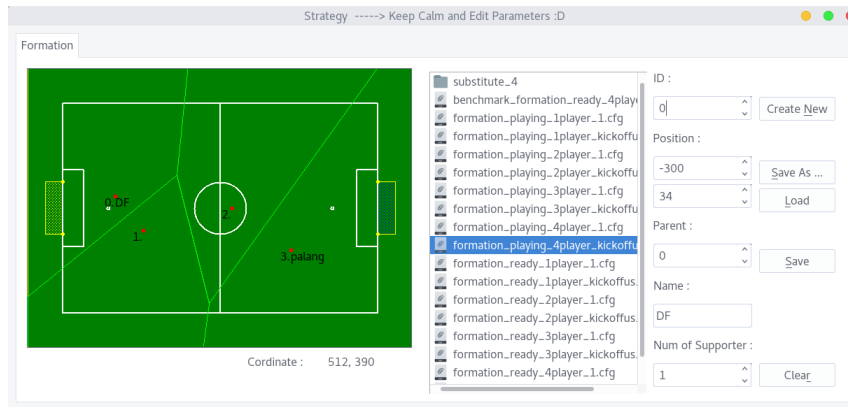 Strategy -----> Keep Calm and Edit Parameters :D
Formation
0.DF
1.
2.
3.palang
Cordinate : 512, 390
substitute_4
benchmark_formation_ready_4playe
formation_playing_1player_1.cfg
formation_playing_1player_kickoffu
formation_playing_2player_1.cfg
formation_playing_2player_kickoffu
formation_playing_3player_1.cfg
formation_playing_3player_kickoffu
formation_playing_4player_1.cfg
formation_playing_4player_kickoffu
formation_ready_1player_1.cfg
formation_ready_1player_kickoffus.
formation_ready_2player_1.cfg
formation_ready_2player_kickoffus.
formation_ready_3player_1.cfg
formation_ready_3player_kickoffus.
formation_ready_4player_1.cfg
ID :
0
Create New
Position :
-300
Save As ...
34
Load
Parent :
0
Save
Name :
DF
Num of Supporter :
1
Clear